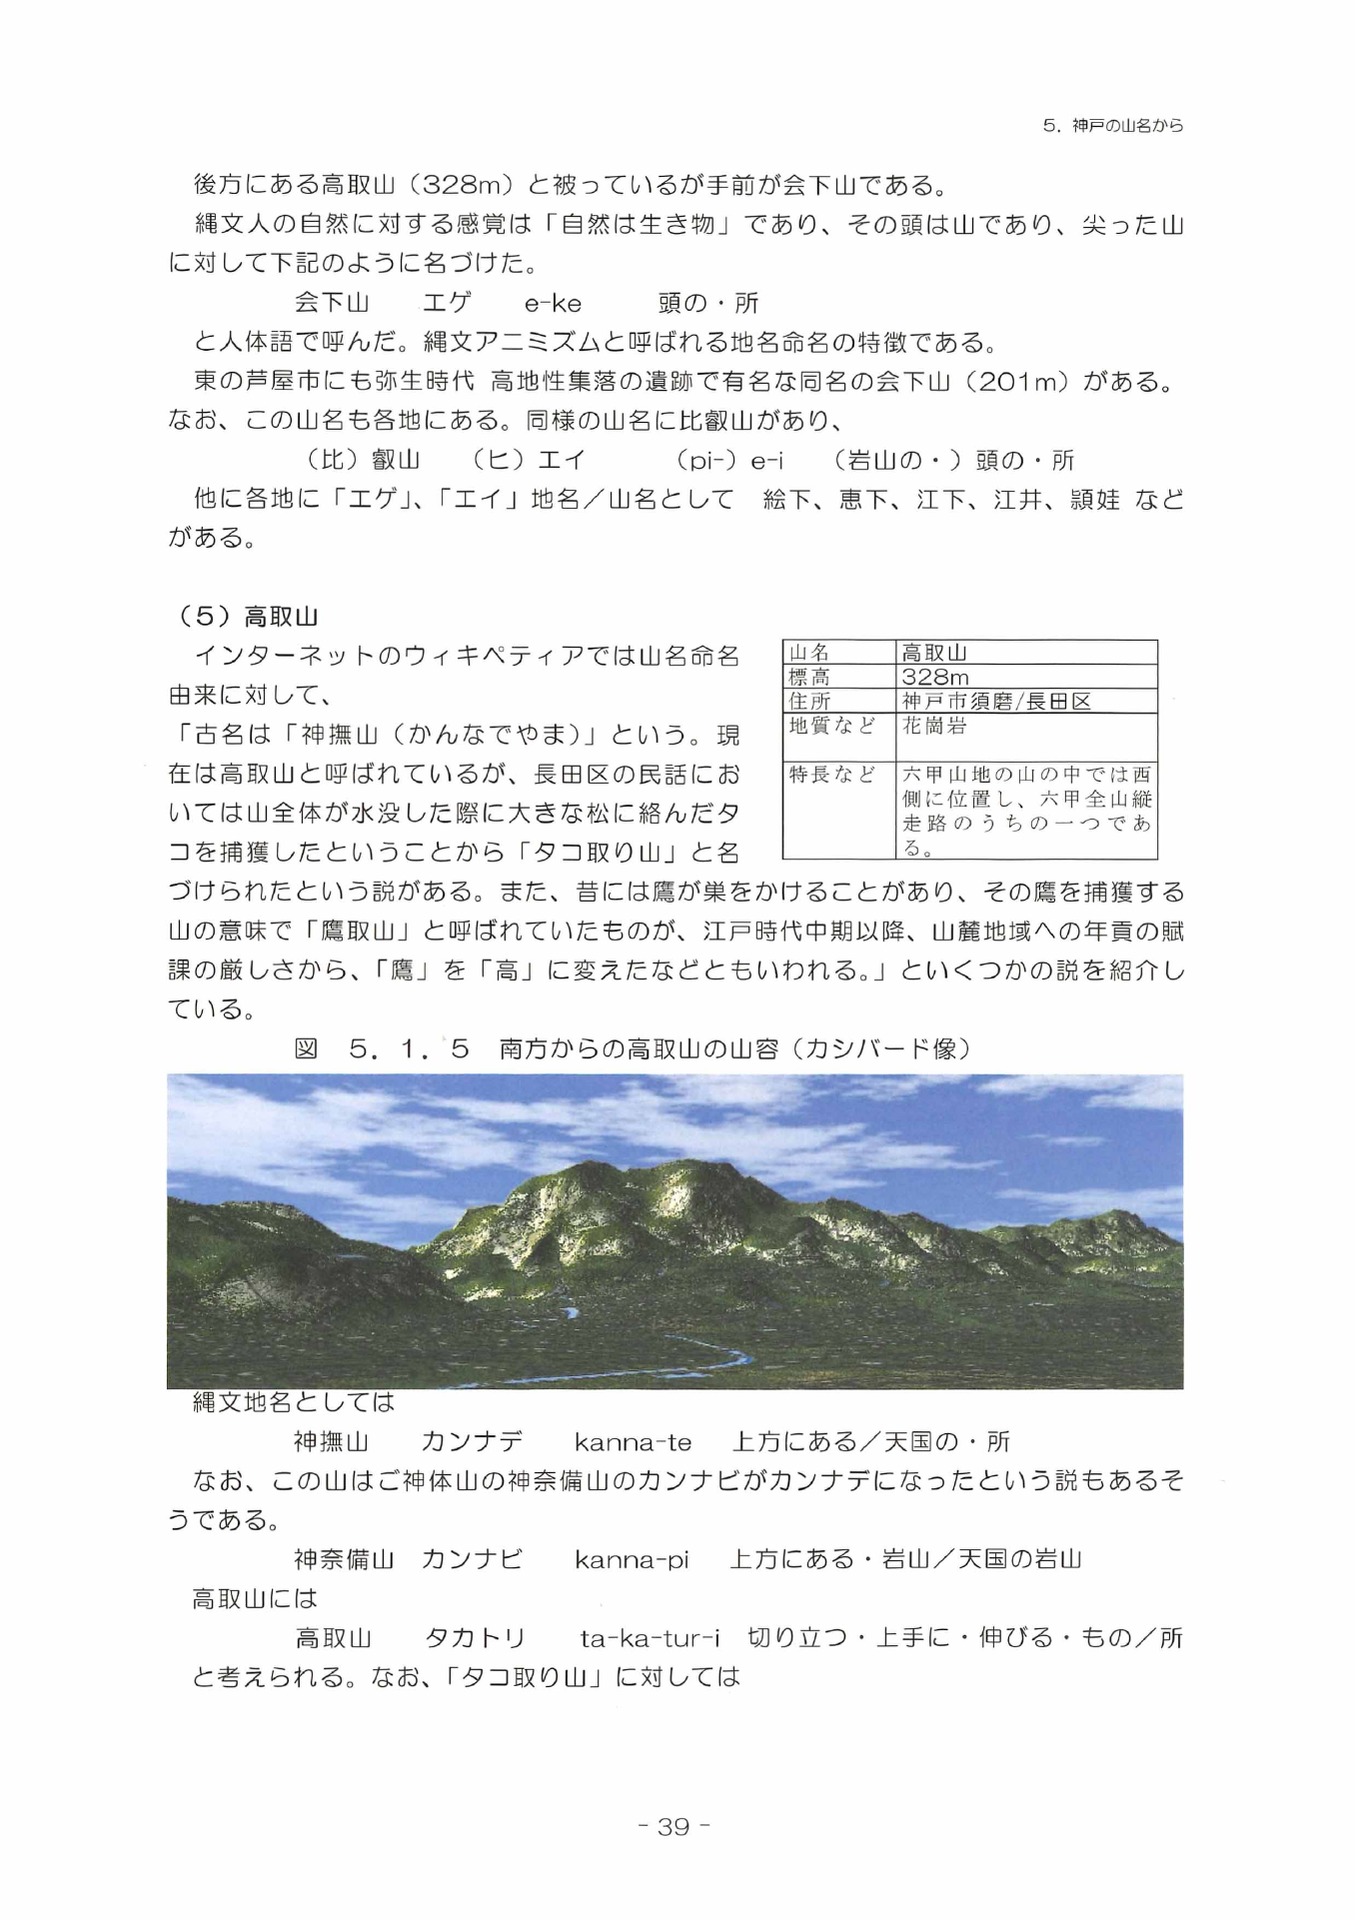 5．神戸の山名から
後方にある高取山（328m）と被っているが手前が会下山である。
縄文人の自然に対する感覚は「自然は生き物」であり、その頭は山であり、尖った山
に対して下記のように名づけた。
会下山　エゲ　e-ke　頭の・所
と人体語で呼んだ。縄文アニミズムと呼ばれる地名命名の特徴である。
東の芦屋市にも弥生時代 高地性集落の遺跡で有名な同名の会下山（201m）がある。
なお、この山名も各地にある。同様の山名に比叡山があり、
（比）叡山　（ヒ）エイ　（pi-）e-i　（岩山の・）頭の・所
他に各地に「エゲ」、「エイ」地名／山名として　絵下、恵下、江下、江井、頴娃 など
がある。
（5）高取山
インターネットのウィキペティアでは山名命名
由来に対して、
「古名は「神撫山（かんなでやま）」という。現
在は高取山と呼ばれているが、長田区の民話にお
いては山全体が水没した際に大きな松に絡んだタ
コを捕獲したということから「タコ取り山」と名
づけられたという説がある。また、昔には鷹が巣をかけることがあり、その鷹を捕獲する
山の意味で「鷹取山」と呼ばれていたものが、江戸時代中期以降、山麓地域への年貢の賦
課の厳しさから、「鷹」を「高」に変えたなどともいわれる。」といくつかの説を紹介し
ている。
山名　高取山
標高　328m
住所　神戸市須磨/長田区
地質など　花崗岩
特長など　六甲山地の山の中では西
側に位置し、六甲全山縦
走路のうちの一つであ
る。
図　5．1．5　南方からの高取山の山容（カシバード像）
縄文地名としては
神撫山　カンナデ　kanna-te　上方にある／天国の・所
なお、この山はご神体山の神奈備山のカンナビがカンナデになったという説もあるそ
うである。
神奈備山　カンナビ　kanna-pi　上方にある・岩山／天国の岩山
高取山には
高取山　タカトリ　ta-ka-tur-i　切り立つ・上手に・伸びる・もの／所
と考えられる。なお、「タコ取り山」に対しては
- 39 -